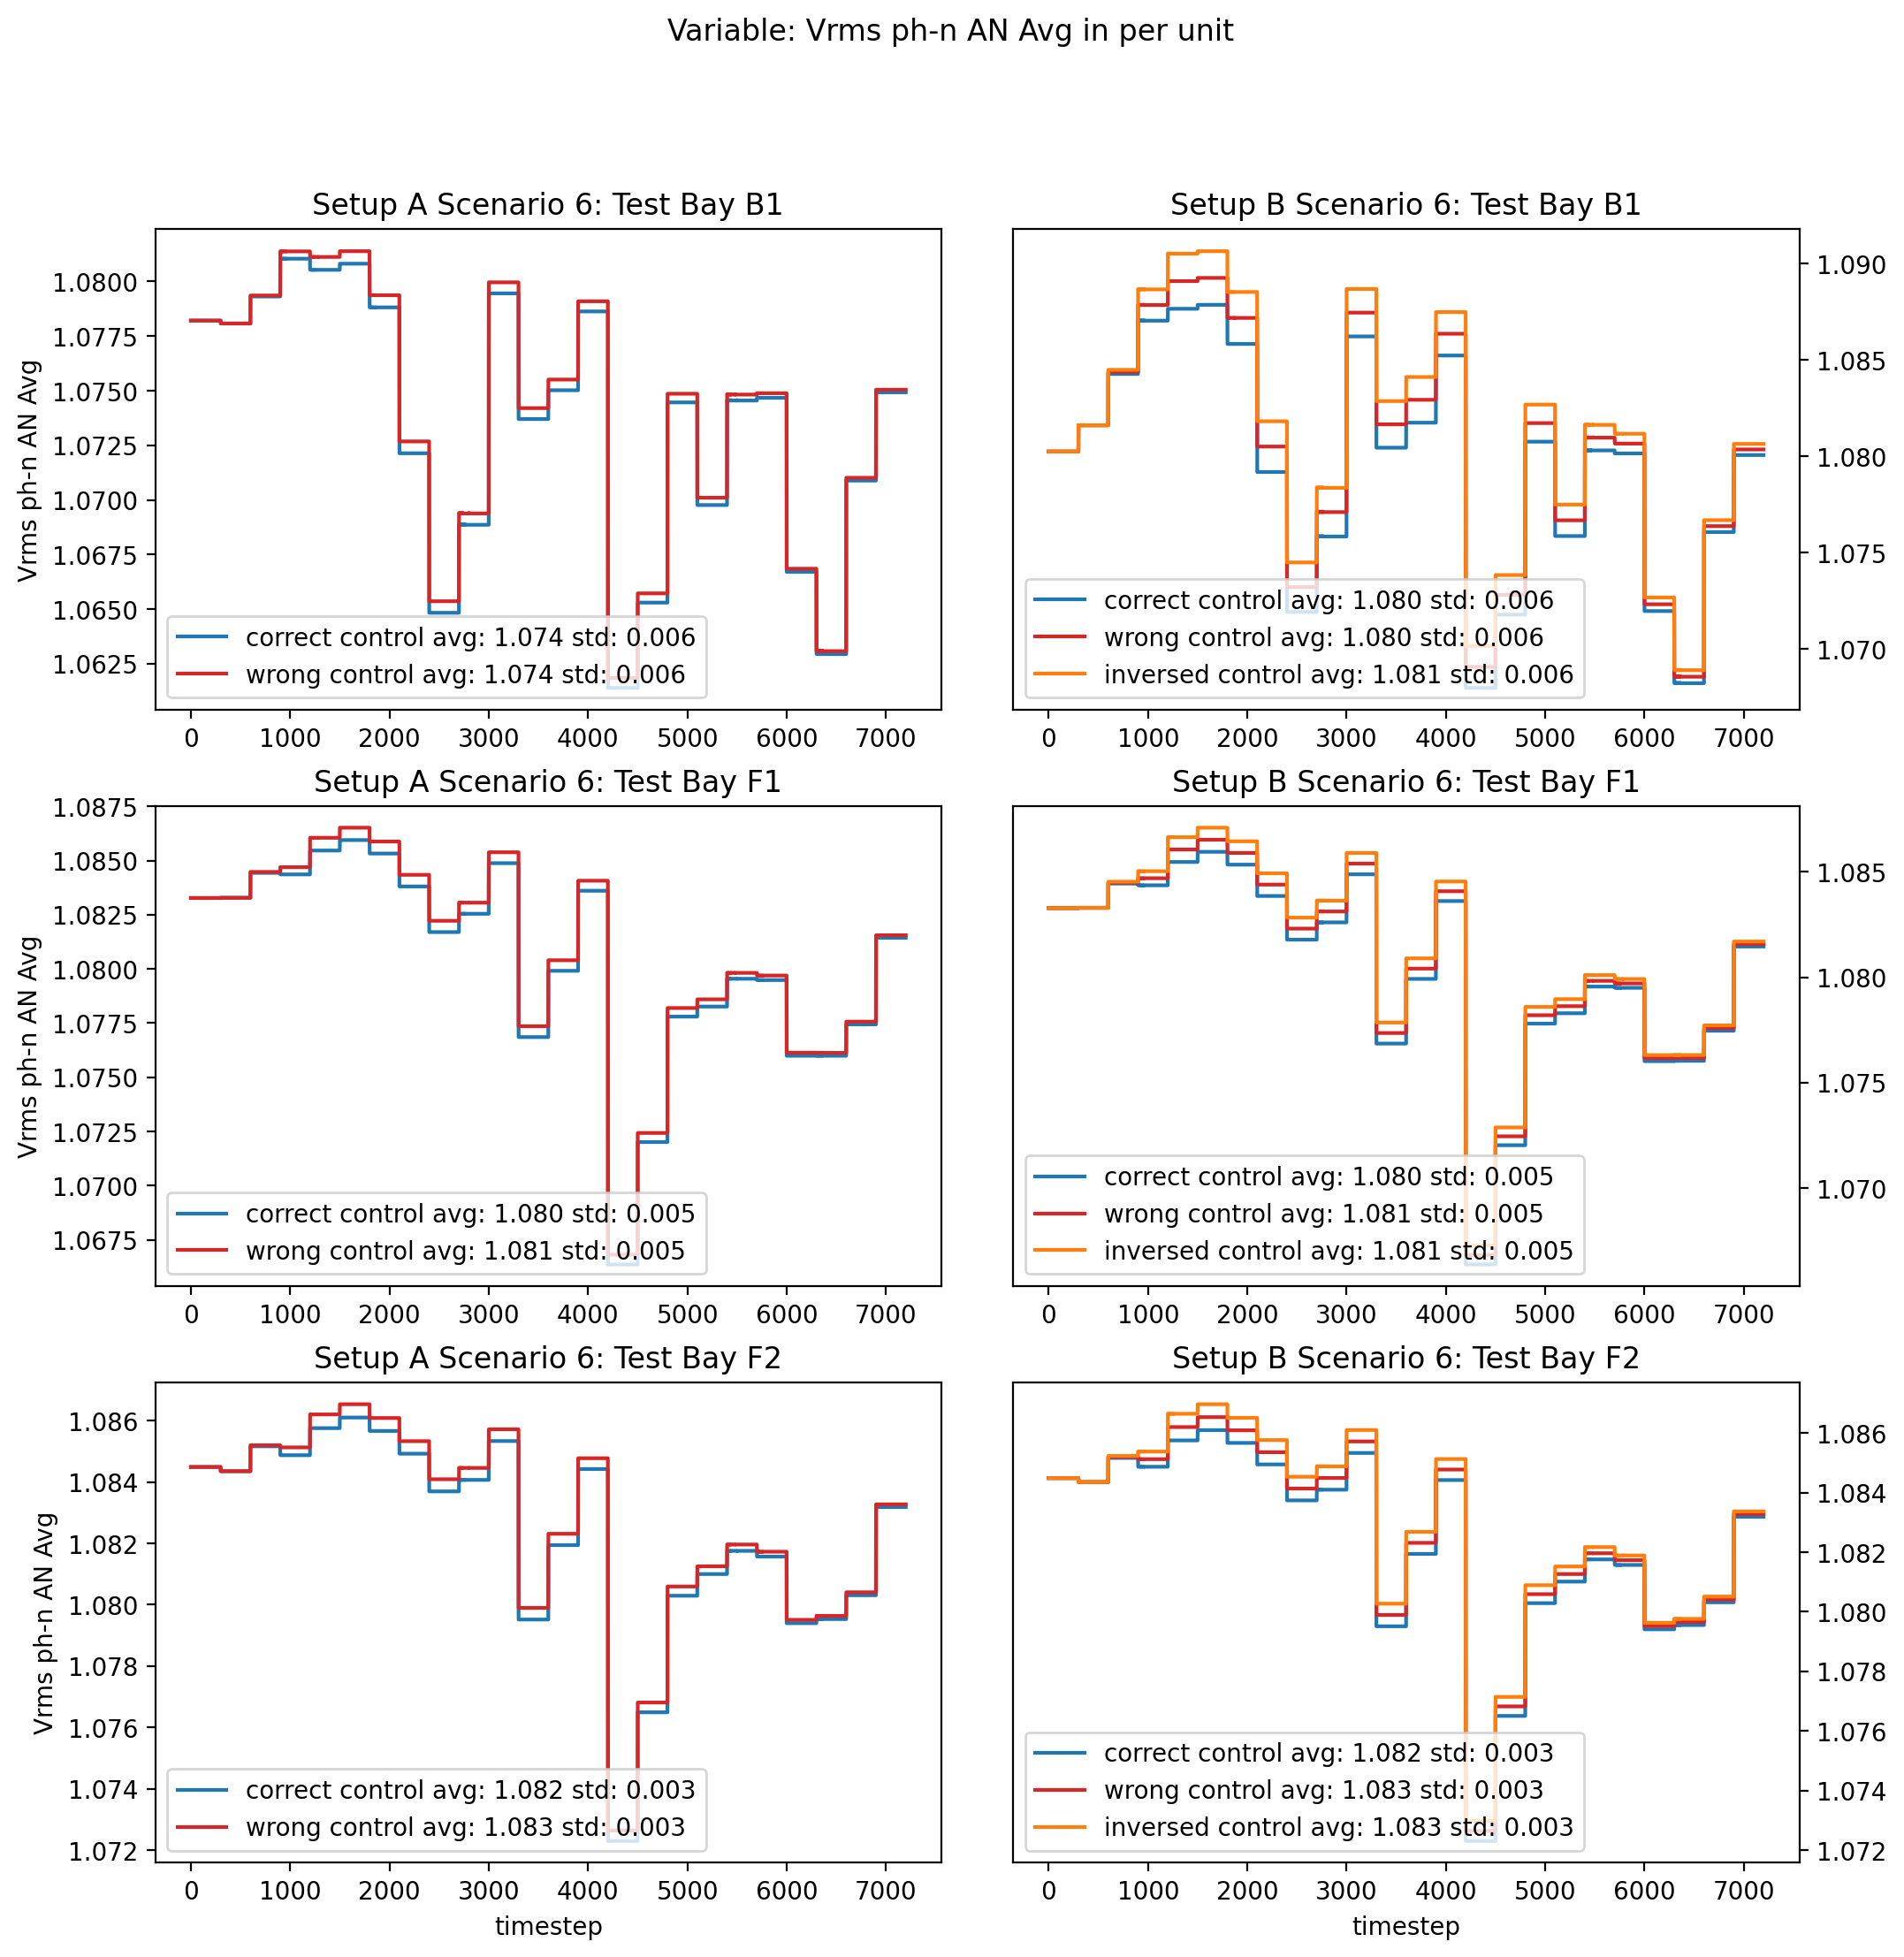 Variable: Vrms ph-n AN Avg in per unit
Setup A Scenario 6: Test Bay B1
Vrms ph-n AN Avg
1.0800
1.0775
1.0750
1.0725
1.0700
1.0675
1.0650
1.0625
correct control avg: 1.074 std: 0.006
wrong control avg: 1.074 std: 0.006
0 1000 2000 3000 4000 5000 6000 7000
Setup B Scenario 6: Test Bay B1
1.090
1.085
1.080
1.075
1.070
correct control avg: 1.080 std: 0.006
wrong control avg: 1.080 std: 0.006
inversed control avg: 1.081 std: 0.006
0 1000 2000 3000 4000 5000 6000 7000
Setup A Scenario 6: Test Bay F1
Vrms ph-n AN Avg
1.0875
1.0850
1.0825
1.0800
1.0775
1.0750
1.0725
1.0700
1.0675
correct control avg: 1.080 std: 0.005
wrong control avg: 1.081 std: 0.005
0 1000 2000 3000 4000 5000 6000 7000
Setup B Scenario 6: Test Bay F1
1.085
1.080
1.075
1.070
correct control avg: 1.080 std: 0.005
wrong control avg: 1.081 std: 0.005
inversed control avg: 1.081 std: 0.005
0 1000 2000 3000 4000 5000 6000 7000
Setup A Scenario 6: Test Bay F2
Vrms ph-n AN Avg
1.086
1.084
1.082
1.080
1.078
1.076
1.074
1.072
correct control avg: 1.082 std: 0.003
wrong control avg: 1.083 std: 0.003
0 1000 2000 3000 4000 5000 6000 7000
timestep
Setup B Scenario 6: Test Bay F2
1.086
1.084
1.082
1.080
1.078
1.076
1.074
1.072
correct control avg: 1.082 std: 0.003
wrong control avg: 1.083 std: 0.003
inversed control avg: 1.083 std: 0.003
0 1000 2000 3000 4000 5000 6000 7000
timestep